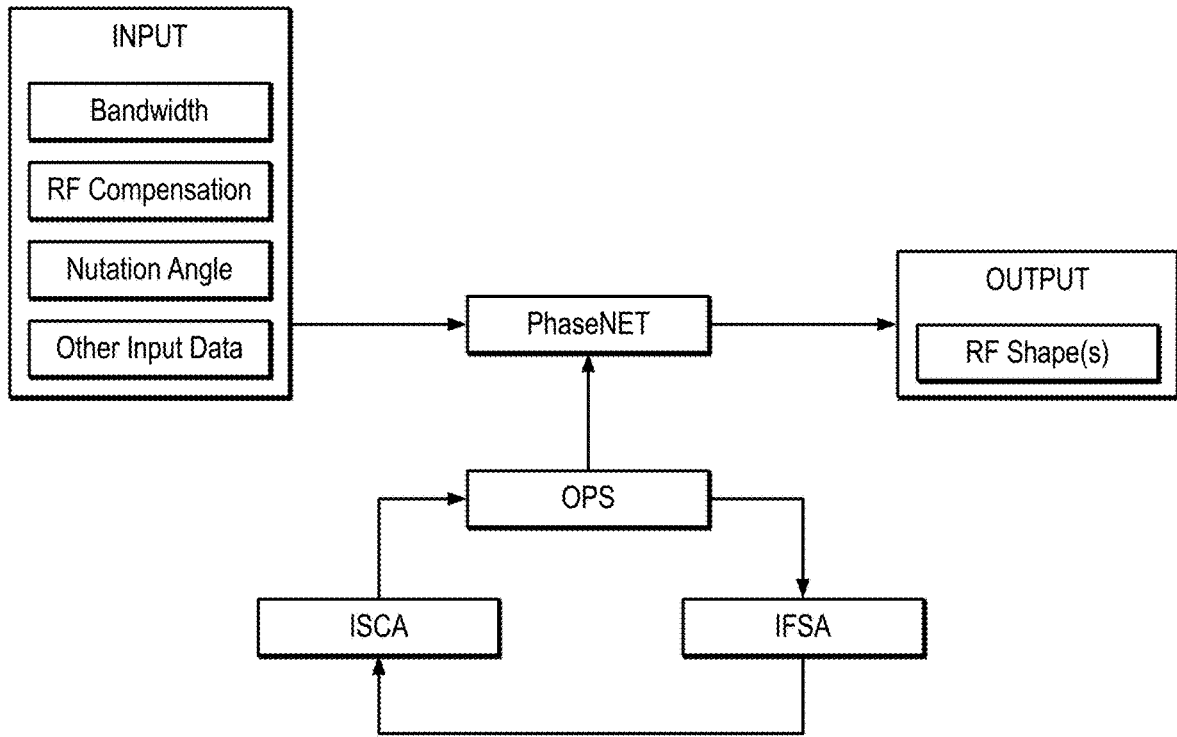 INPUT
Bandwidth
RF Compensation
Nutation Angle
Other Input Data
PhaseNET
OUTPUT
RF Shape(s)
OPS
ISCA
IFSA